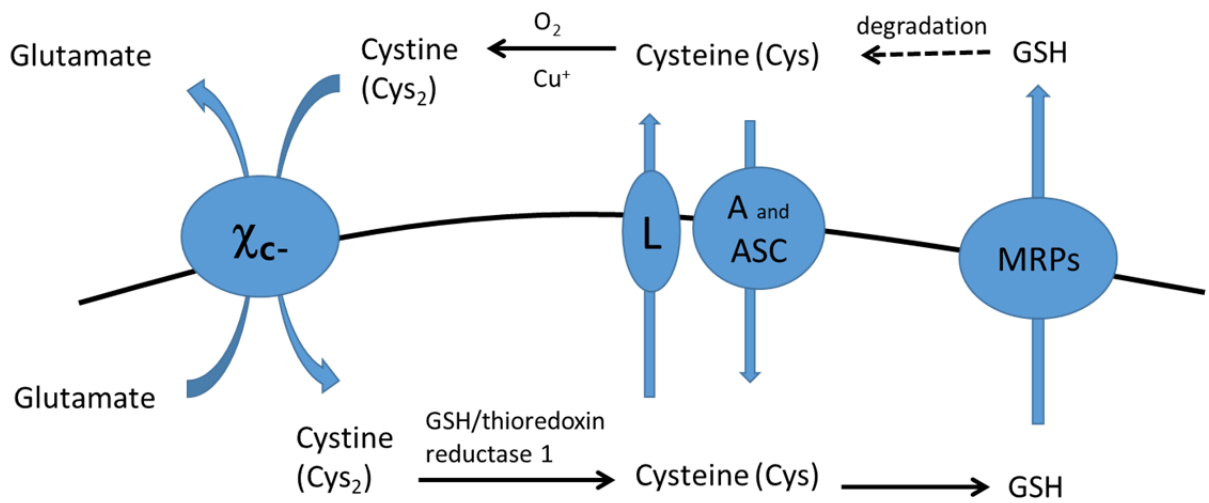 Glutamate
Cystine
(Cys₂)
O₂
Cu⁺
Cysteine (Cys)
degradation
GSH
χc-
L
A and
ASC
MRPs
Glutamate
Cystine
(Cys₂)
GSH/thioredoxin
reductase 1
Cysteine (Cys)
GSH